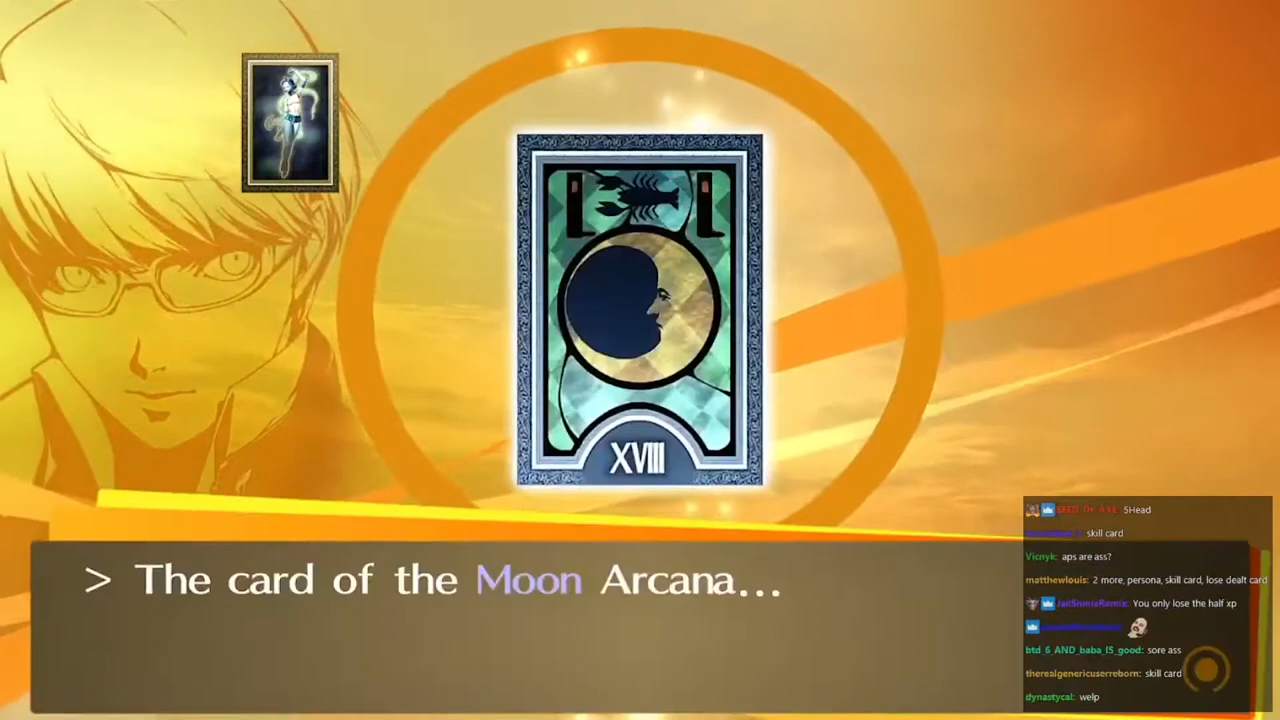 XVIII
> The card of the Moon Arcana...
5Head
skill card
Vicnyk: aps are ass?
matthewlouis: 2 more, persona, skill card, lose dealt card
You only lose the half xp
btd_6_AND_baba_IS_good: sore ass
therealgenericuserreborn: skill card
dynastycal: welp